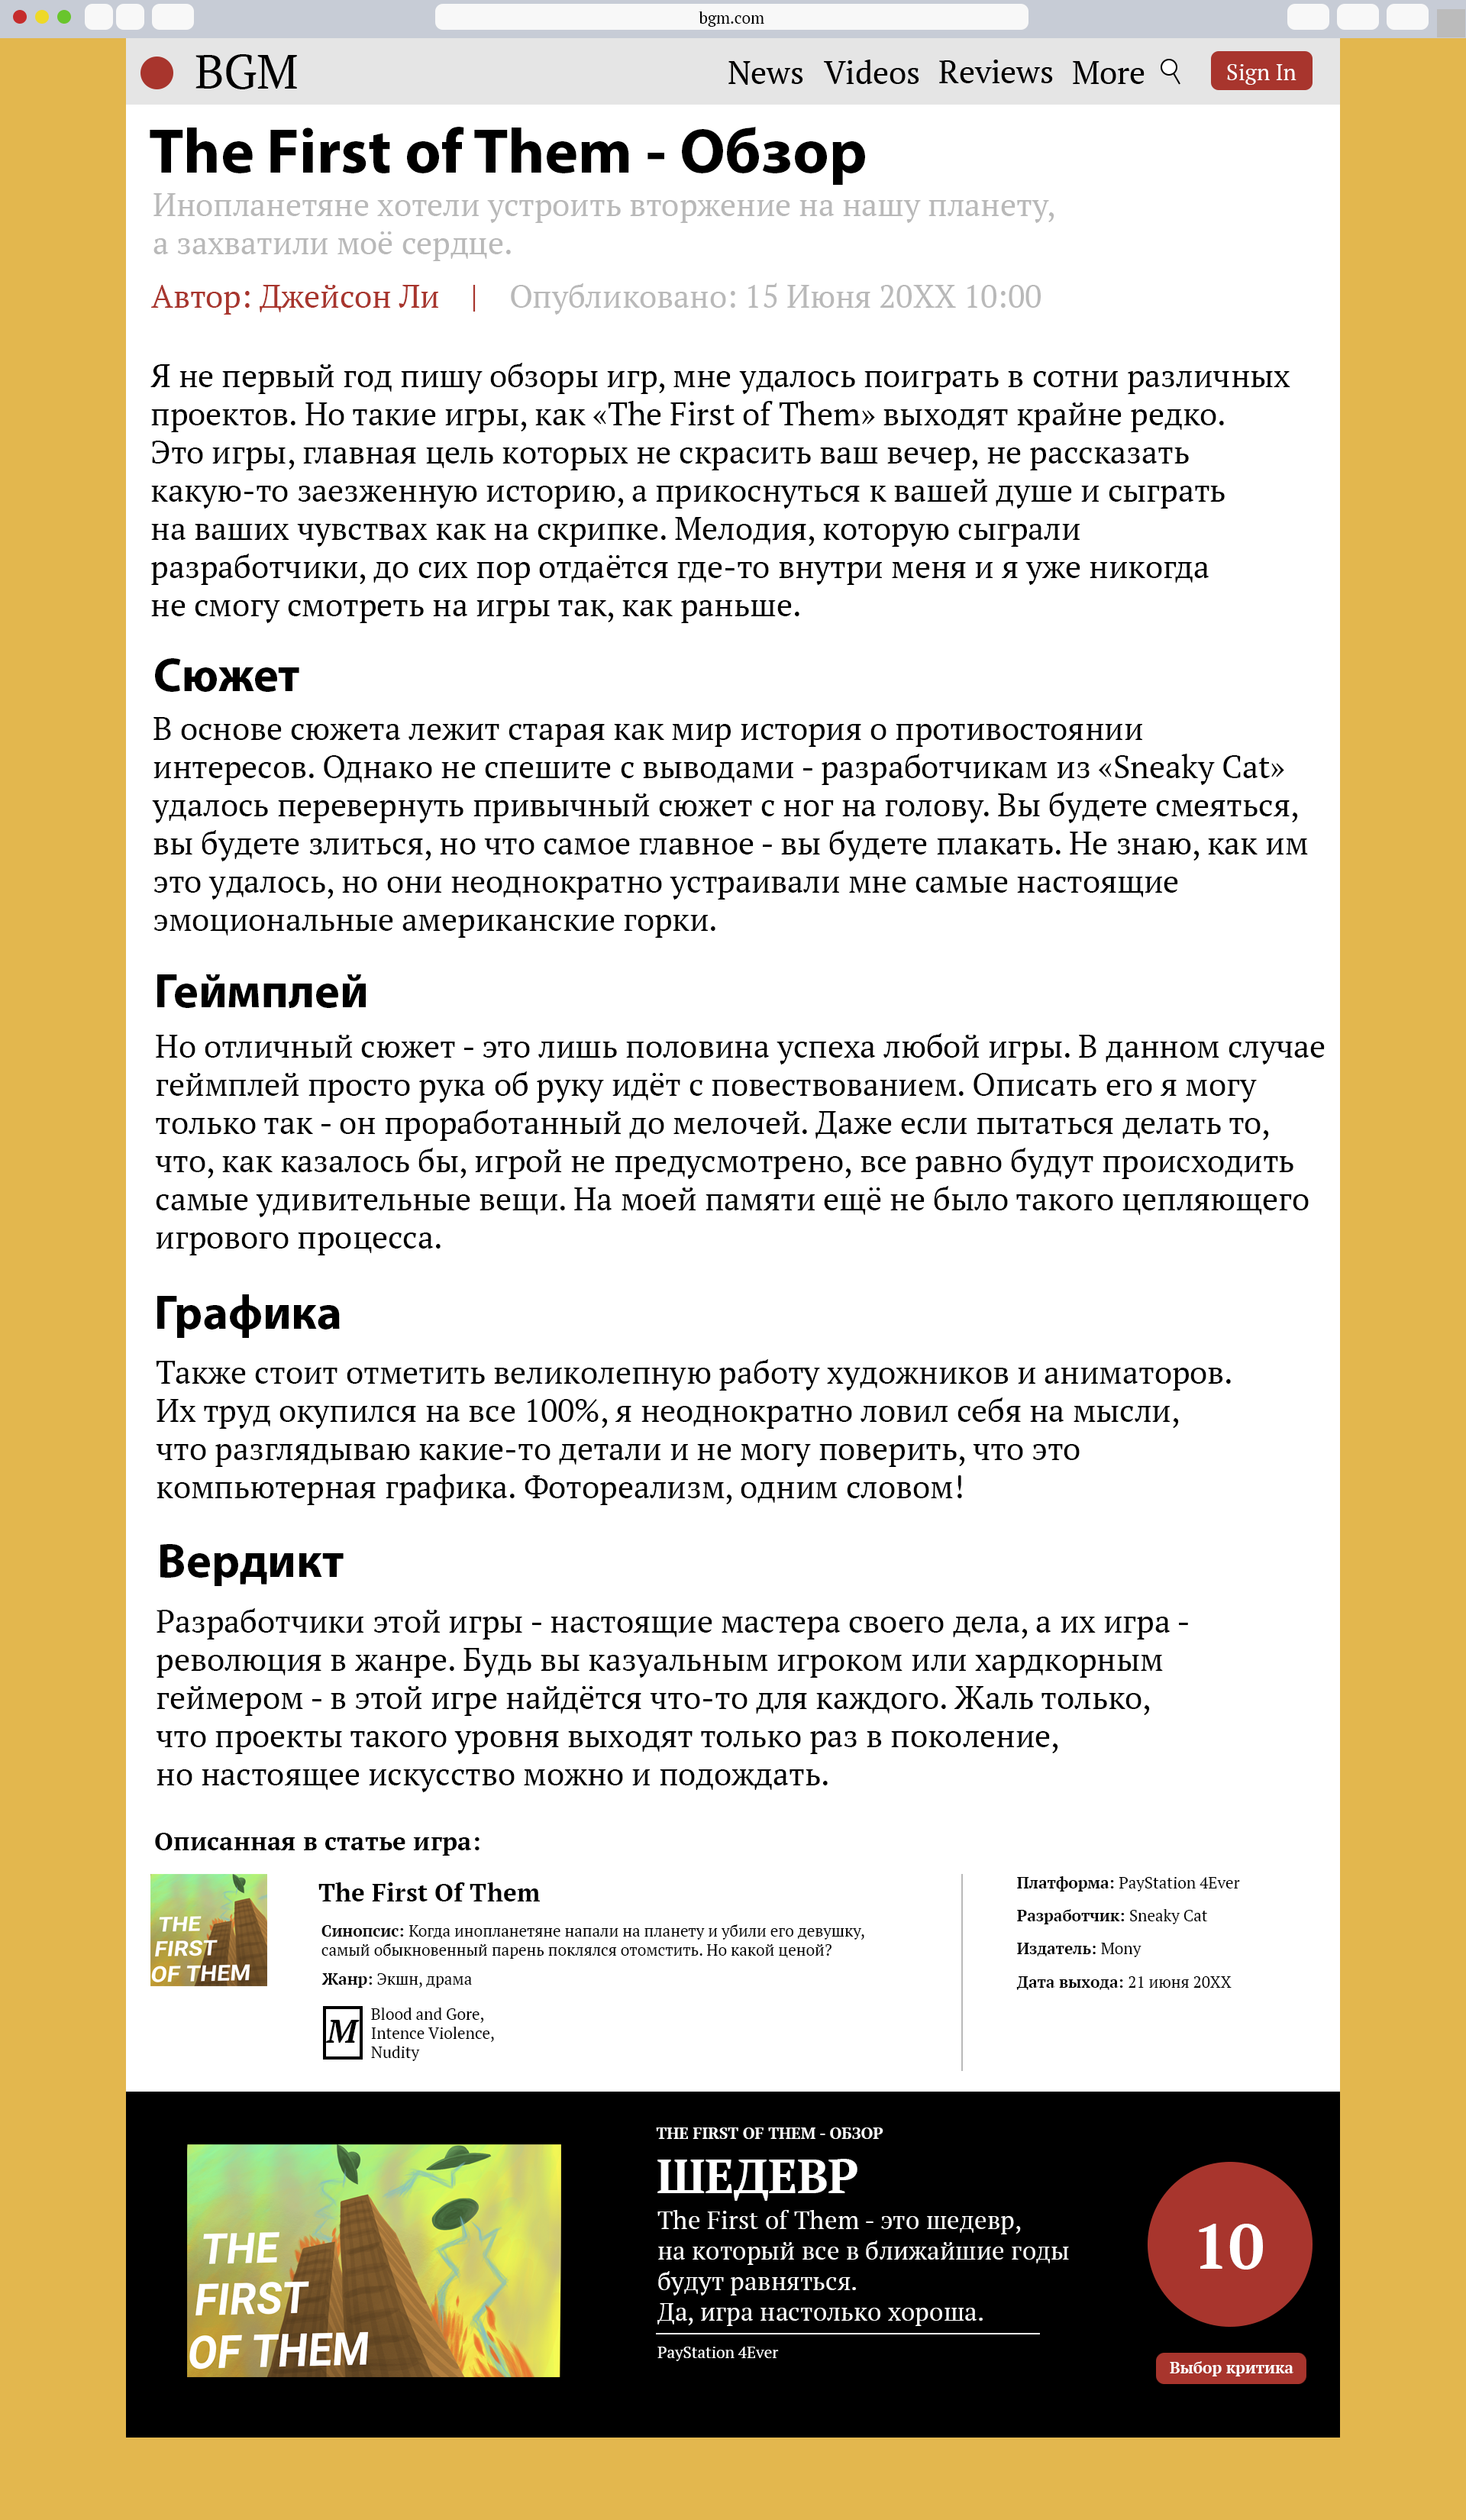 bgm.com
BGM News Videos Reviews More Sign In
The First of Them - Обзор
Инопланетяне хотели устроить вторжение на нашу планету,
а захватили моё сердце.
Автор: Джейсон Ли | Опубликовано: 15 Июня 20XX 10:00
Я не первый год пишу обзоры игр, мне удалось поиграть в сотни различных
проектов. Но такие игры, как «The First of Them» выходят крайне редко.
Это игры, главная цель которых не скрасить ваш вечер, не рассказать
какую-то заезженную историю, а прикоснуться к вашей душе и сыграть
на ваших чувствах как на скрипке. Мелодия, которую сыграли
разработчики, до сих пор отдаётся где-то внутри меня и я уже никогда
не смогу смотреть на игры так, как раньше.
Сюжет
В основе сюжета лежит старая как мир история о противостоянии
интересов. Однако не спешите с выводами - разработчикам из «Sneaky Cat»
удалось перевернуть привычный сюжет с ног на голову. Вы будете смеяться,
вы будете злиться, но что самое главное - вы будете плакать. Не знаю, как им
это удалось, но они неоднократно устраивали мне самые настоящие
эмоциональные американские горки.
Геймплей
Но отличный сюжет - это лишь половина успеха любой игры. В данном случае
геймплей просто рука об руку идёт с повествованием. Описать его я могу
только так - он проработанный до мелочей. Даже если пытаться делать то,
что, как казалось бы, игрой не предусмотрено, все равно будут происходить
самые удивительные вещи. На моей памяти ещё не было такого цепляющего
игрового процесса.
Графика
Также стоит отметить великолепную работу художников и аниматоров.
Их труд окупился на все 100%, я неоднократно ловил себя на мысли,
что разглядываю какие-то детали и не могу поверить, что это
компьютерная графика. Фотореализм, одним словом!
Вердикт
Разработчики этой игры - настоящие мастера своего дела, а их игра -
революция в жанре. Будь вы казуальным игроком или хардкорным
геймером - в этой игре найдётся что-то для каждого. Жаль только,
что проекты такого уровня выходят только раз в поколение,
но настоящее искусство можно и подождать.
Описанная в статье игра:
THE
FIRST
OF THEM
The First Of Them
Синопсис: Когда инопланетяне напали на планету и убили его девушку,
самый обыкновенный парень поклялся отомстить. Но какой ценой?
Жанр: Экшн, драма
M
Blood and Gore,
Intence Violence,
Nudity
Платформа: PayStation 4Ever
Разработчик: Sneaky Cat
Издатель: Mony
Дата выхода: 21 июня 20XX
THE
FIRST
OF THEM
THE FIRST OF THEM - ОБЗОР
ШЕДЕВР
The First of Them - это шедевр,
на который все в ближайшие годы
будут равняться.
Да, игра настолько хороша.
PayStation 4Ever
10
Выбор критика